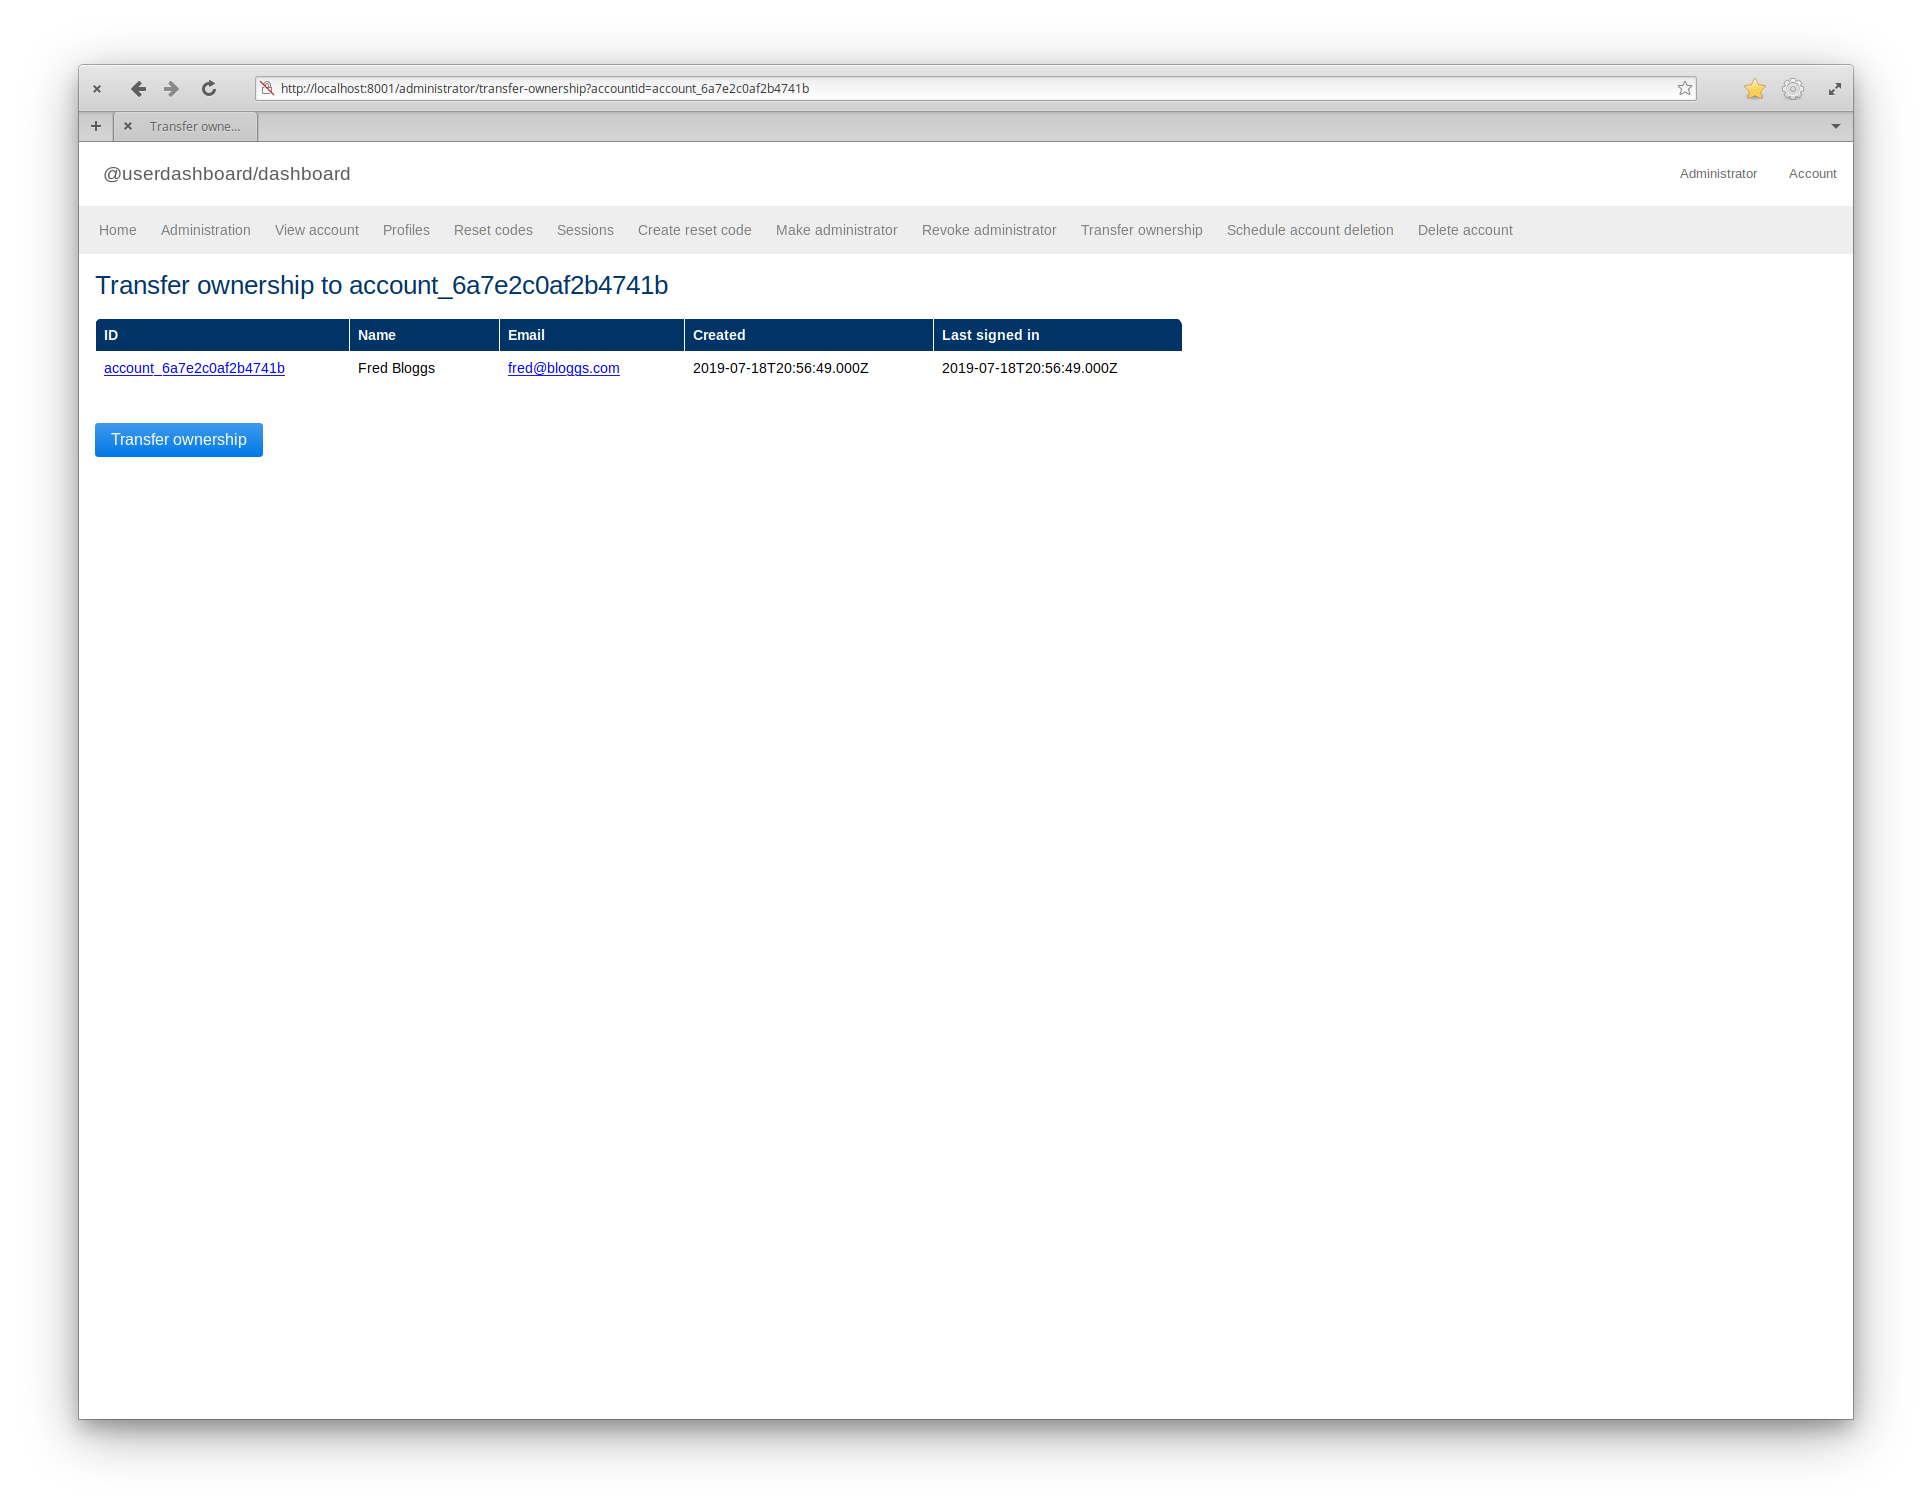 http://localhost:8001/administrator/transfer-ownership?accountid=account_6a7e2c0af2b4741b
Transfer owne...
@userdashboard/dashboard Administrator Account
Home Administration View account Profiles Reset codes Sessions Create reset code Make administrator Revoke administrator Transfer ownership Schedule account deletion Delete account
Transfer ownership to account_6a7e2c0af2b4741b
ID Name Email Created Last signed in
account_6a7e2c0af2b4741b Fred Bloggs fred@bloggs.com 2019-07-18T20:56:49.000Z 2019-07-18T20:56:49.000Z
Transfer ownership